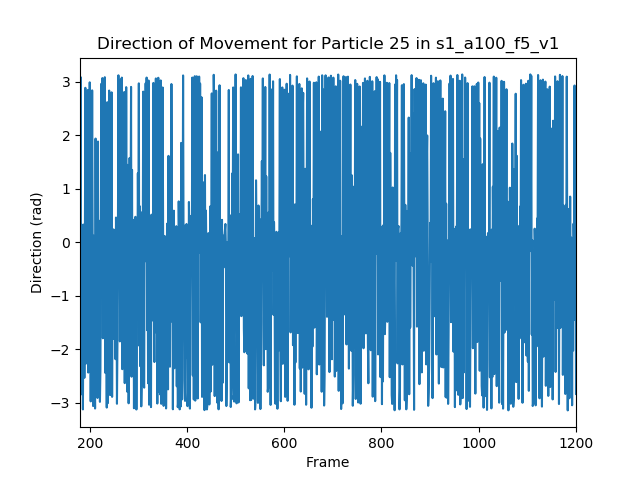 Direction of Movement for Particle 25 in s1_a100_f5_v1
Direction (rad)
3
2
1
0
−1
−2
−3
200 400 600 800 1000 1200
Frame